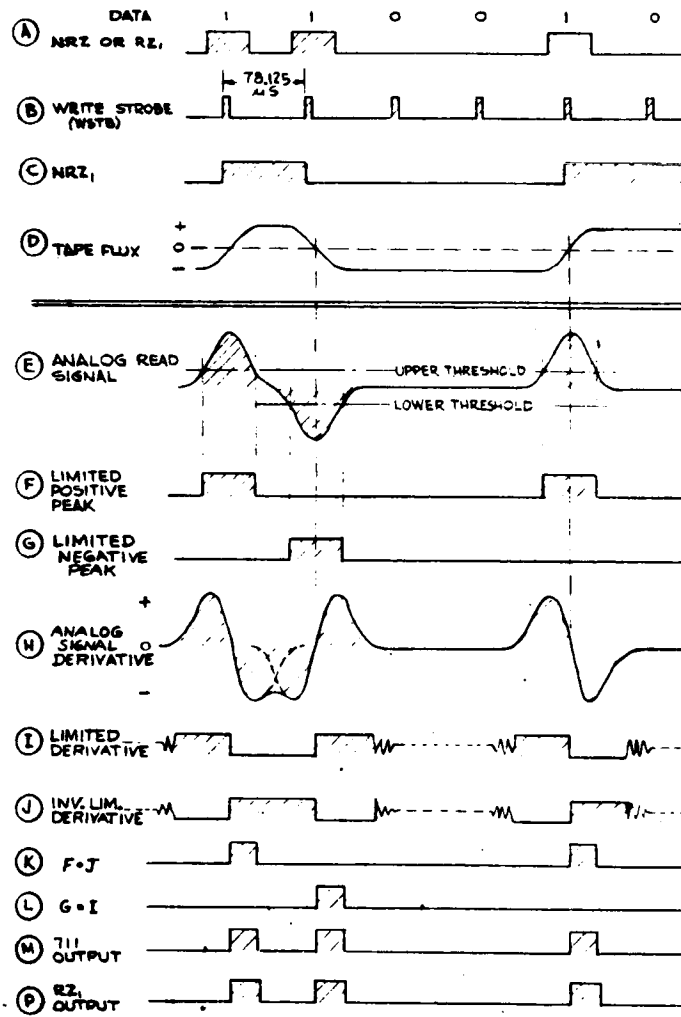 DATA 1 1 0 0 1 0
A NRZ OR RZ1
78.125
μS
B WRITE STROBE
(WSTB)
C NRZ1
+
D TAPE FLUX 0
−
E ANALOG READ
SIGNAL
UPPER THRESHOLD
LOWER THRESHOLD
F LIMITED
POSITIVE
PEAK
G LIMITED
NEGATIVE
PEAK
+
H ANALOG
SIGNAL 0
DERIVATIVE
−
I LIMITED
DERIVATIVE
J INV. LIM.
DERIVATIVE
K F•J
L G•I
M 711
OUTPUT
P RZ1
OUTPUT